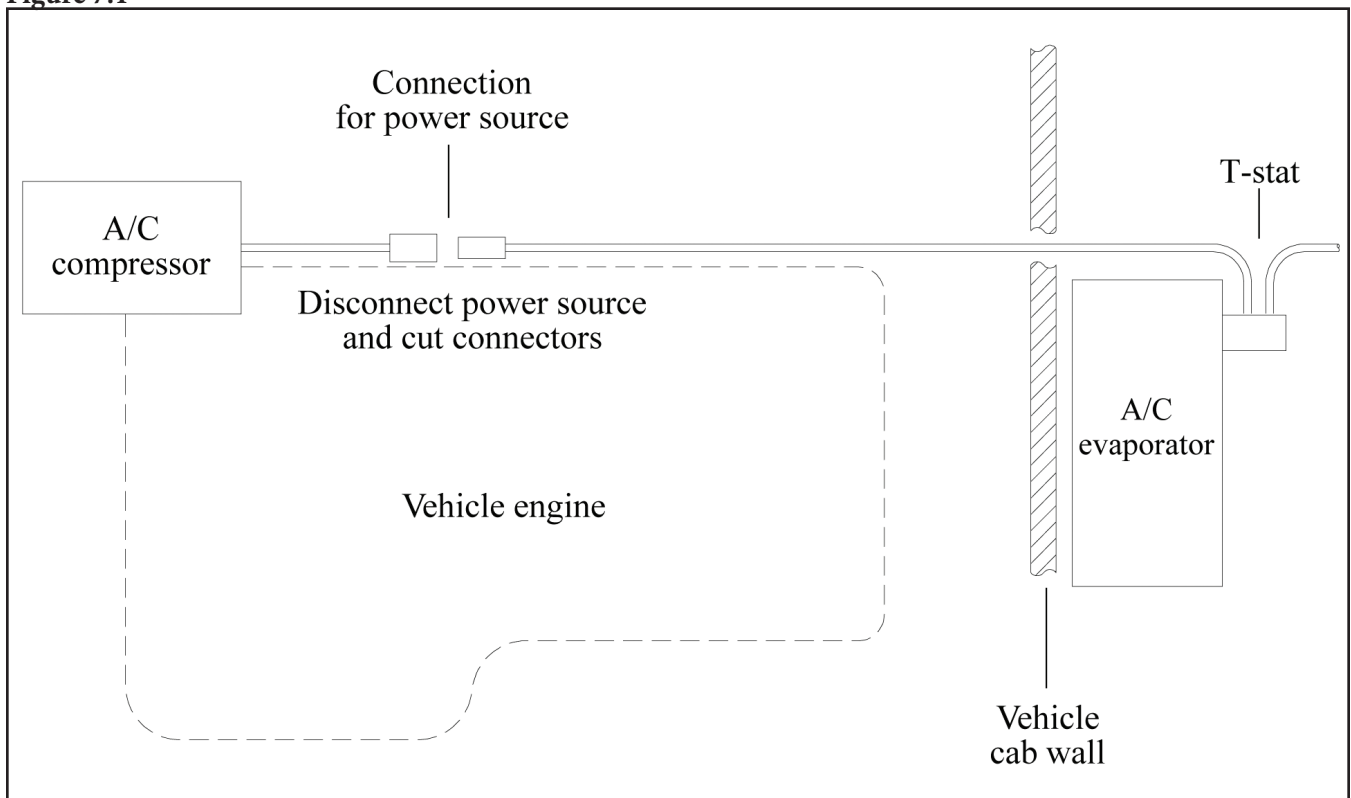 Figure 7.1
Connection
for power source
T-stat
A/C
compressor
Disconnect power source
and cut connectors
A/C
evaporator
Vehicle engine
Vehicle
cab wall